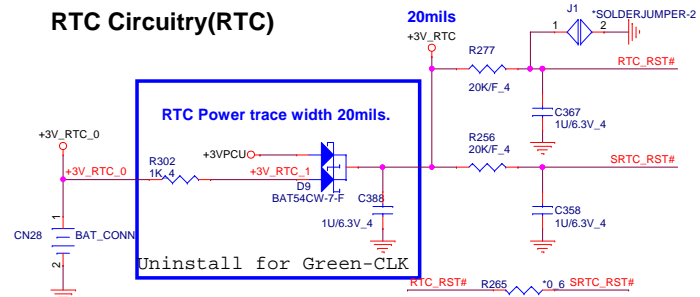 RTC Circuitry(RTC)
20mils
+3V_RTC
J1
*SOLDERJUMPER-2
1
2
R277
20K/F_4
RTC_RST#
C367
1U/6.3V_4
RTC Power trace width 20mils.
+3V_RTC_0
+3VPCU
R256
20K/F_4
SRTC_RST#
+3V_RTC_0
R302
1K_4
+3V_RTC_1
D9
BAT54CW-7-F
C388
1U/6.3V_4
C358
1U/6.3V_4
CN28
1
BAT_CONN
2
Uninstall for Green-CLK
RTC_RST#
R265
*0_6
SRTC_RST#